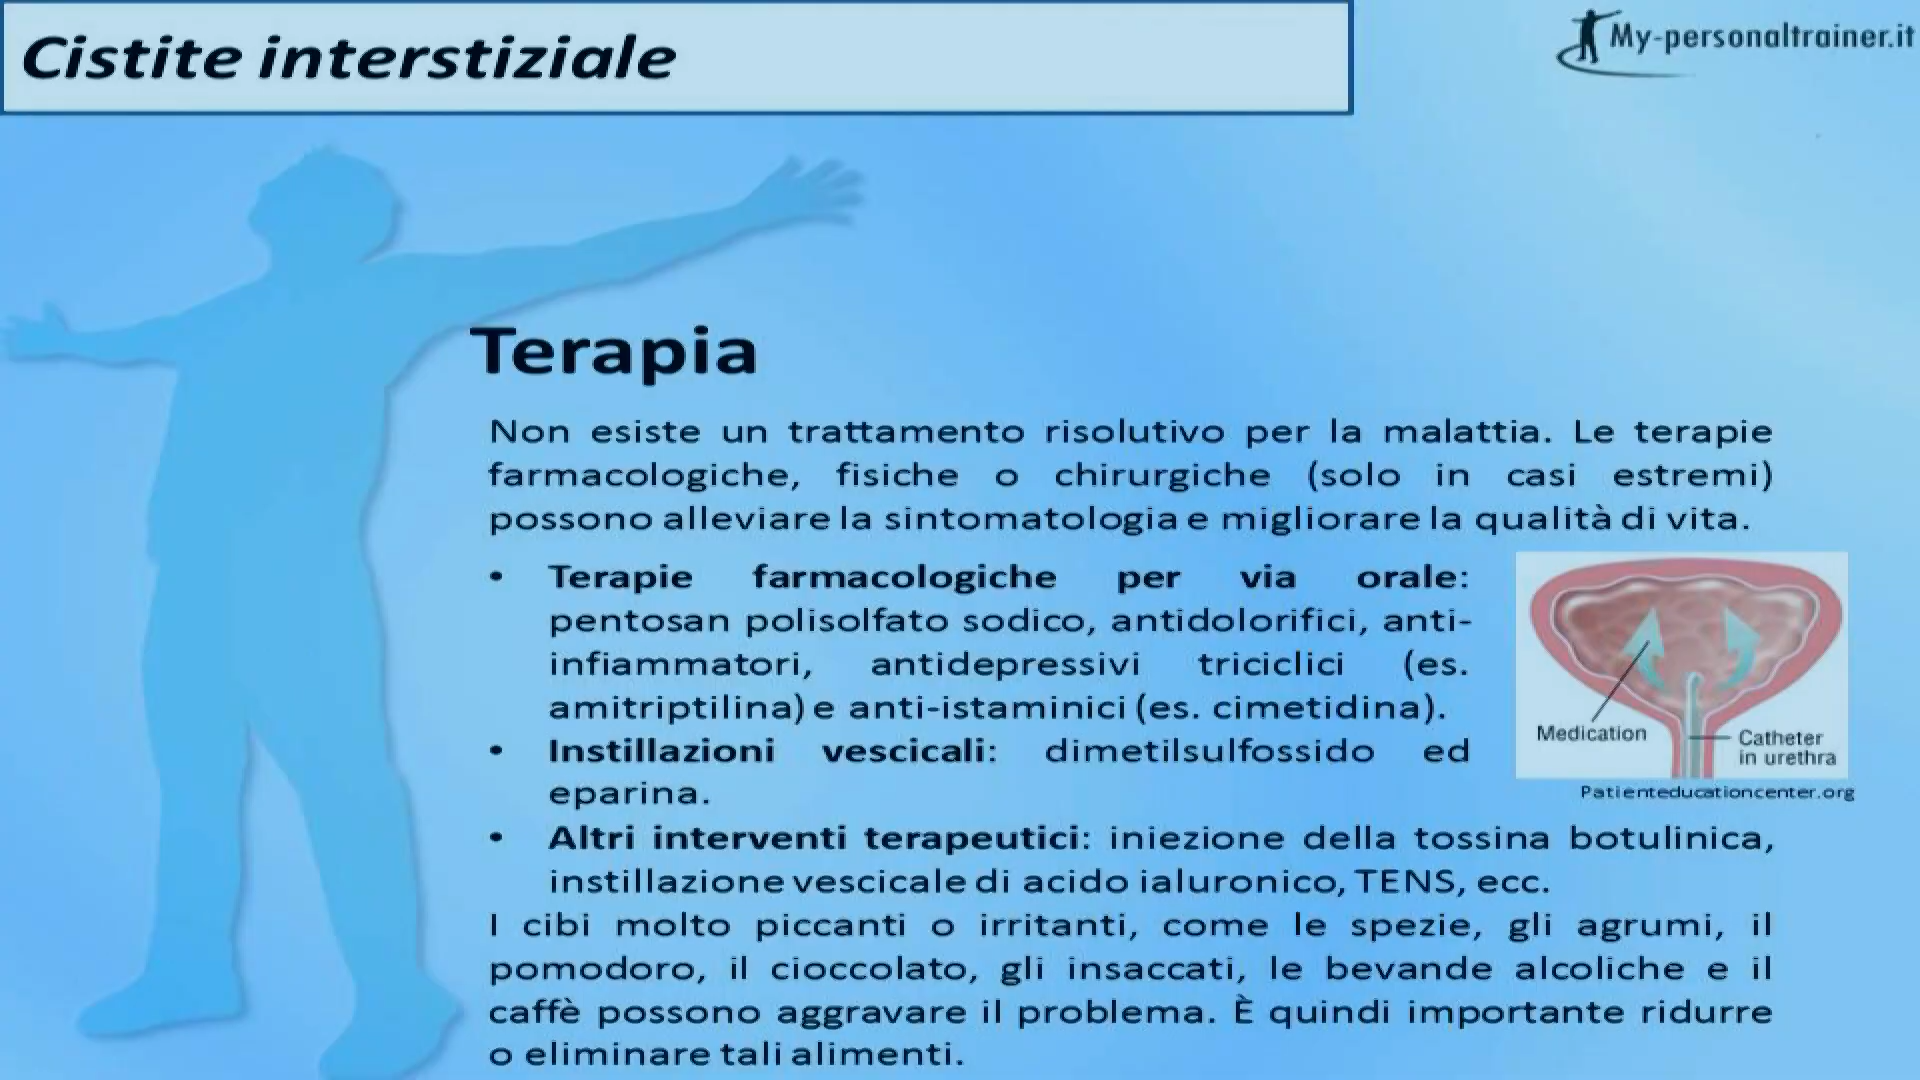 Cistite interstiziale
My-personaltrainer.it
Terapia
Non esiste un trattamento risolutivo per la malattia. Le terapie
farmacologiche, fisiche o chirurgiche (solo in casi estremi)
possono alleviare la sintomatologia e migliorare la qualità di vita.
• Terapie farmacologiche per via orale:
pentosan polisolfato sodico, antidolorifici, anti-
infiammatori, antidepressivi triciclici (es.
amitriptilina) e anti-istaminici (es. cimetidina).
• Instillazioni vescicali: dimetilsulfossido ed
eparina.
Medication
Catheter
in urethra
Patienteducationcenter.org
• Altri interventi terapeutici: iniezione della tossina botulinica,
instillazione vescicale di acido ialuronico, TENS, ecc.
I cibi molto piccanti o irritanti, come le spezie, gli agrumi, il
pomodoro, il cioccolato, gli insaccati, le bevande alcoliche e il
caffè possono aggravare il problema. È quindi importante ridurre
o eliminare tali alimenti.